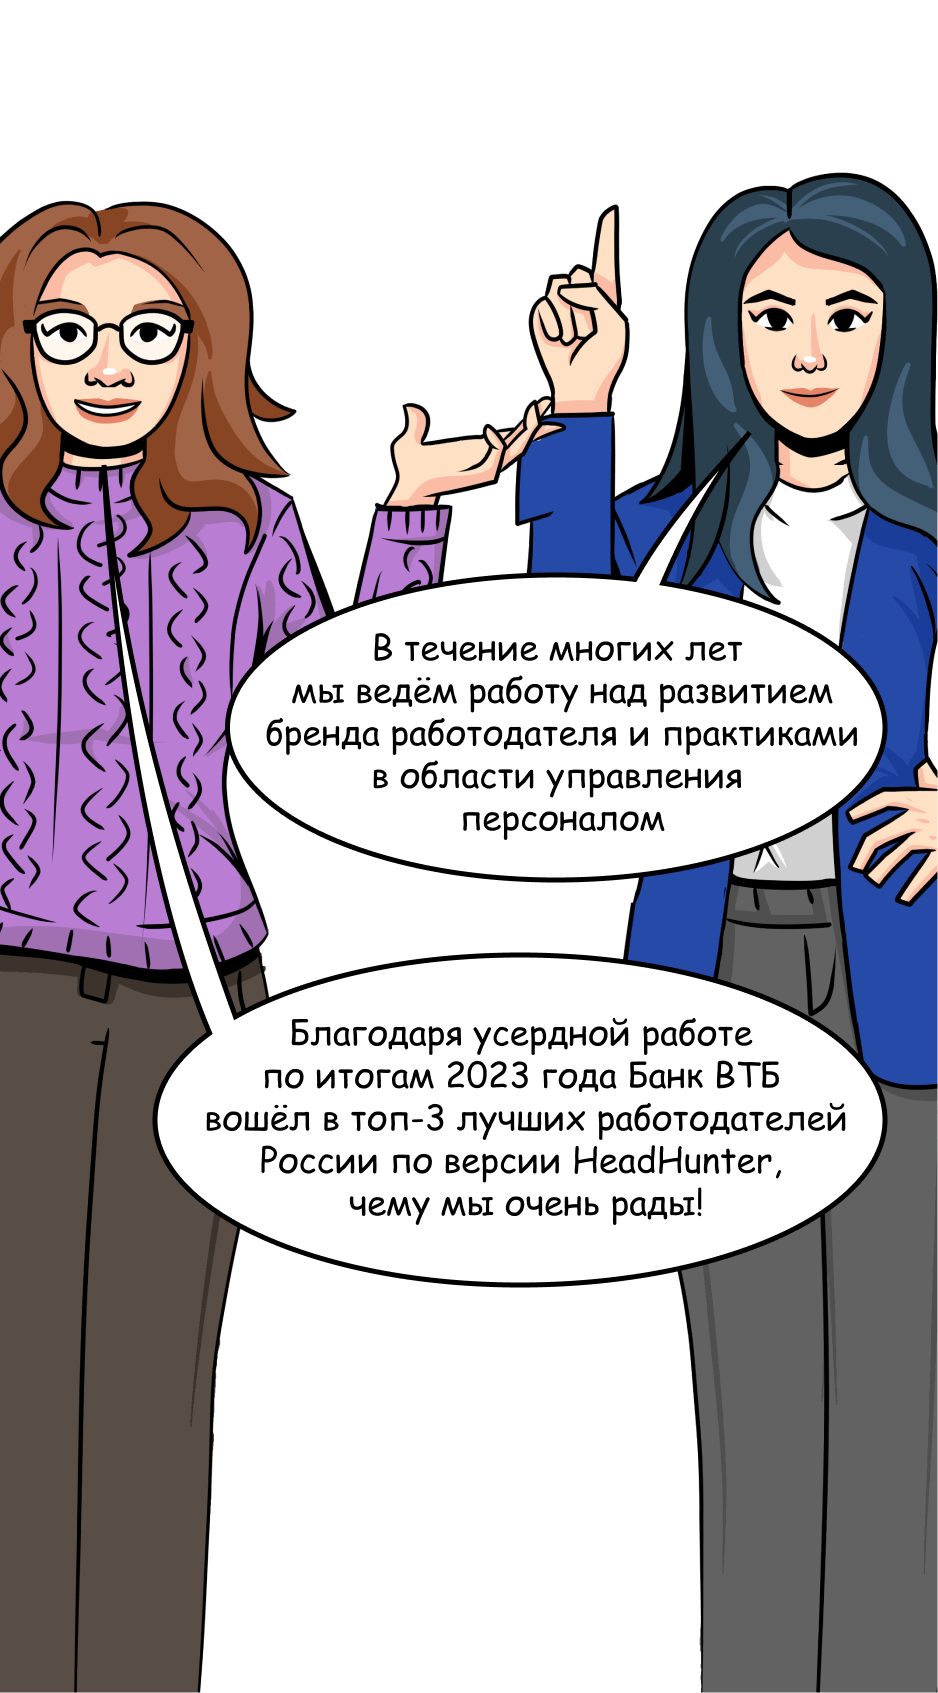 В течение многих лет
мы ведём работу над развитием
бренда работодателя и практиками
в области управления
персоналом
Благодаря усердной работе
по итогам 2023 года Банк ВТБ
вошёл в топ-3 лучших работодателей
России по версии HeadHunter,
чему мы очень рады!